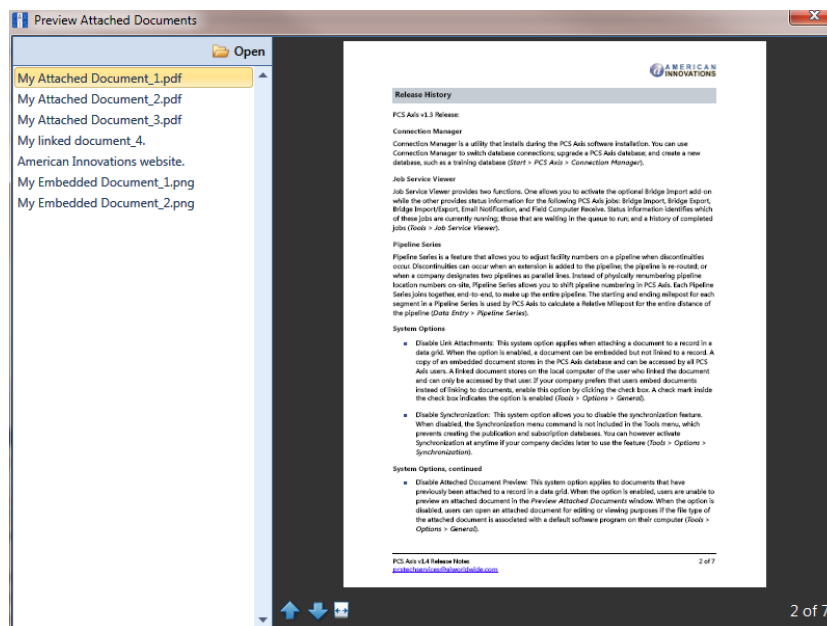 Preview Attached Documents
Open
My Attached Document_1.pdf
My Attached Document_2.pdf
My Attached Document_3.pdf
My linked document_4.
American Innovations website.
My Embedded Document_1.png
My Embedded Document_2.png
AMERICAN
INNOVATIONS
Release History
PCS Axis v1.3 Release:
Connection Manager
Connection Manager is a utility that installs during the PCS Axis software installation. You can use
Connection Manager to switch database connections; upgrade a PCS Axis database; and create a new
database, such as a training database (Start > PCS Axis > Connection Manager).
Job Service Viewer
Job Service Viewer provides two functions. One allows you to activate the optional Bridge Import add-on
while the other provides status information for the following PCS Axis jobs: Bridge Import, Bridge Export,
Bridge Import/Export, Email Notification, and Field Computer Receive. Status information identifies which
of these jobs are currently running; those that are waiting in the queue to run; and a history of completed
jobs (Tools > Job Service Viewer).
Pipeline Series
Pipeline Series is a feature that allows you to adjust facility numbers on a pipeline when discontinuities
occur. Discontinuities can occur when an extension is added to the pipeline; the pipeline is re-routed; or
when a company designates two pipelines as parallel lines. Instead of physically renumbering pipeline
location numbers on-site, Pipeline Series allows you to shift pipeline numbering in PCS Axis. Each Pipeline
Series joins together, end-to-end, to make up the entire pipeline. The starting and ending milepost for each
segment in a Pipeline Series is used by PCS Axis to calculate a Relative Milepost for the entire distance of
the pipeline (Data Entry > Pipeline Series).
System Options
Disable Link Attachments: This system option applies when attaching a document to a record in a
data grid. When the option is enabled, a document can be embedded but not linked to a record. A
copy of an embedded document stores in the PCS Axis database and can be accessed by all PCS
Axis users. A linked document stores on the local computer of the user who linked the document
and can only be accessed by that user. If your company prefers that users embed documents
instead of linking to documents, enable this option by clicking the check box. A check mark inside
the check box indicates the option is enabled (Tools > Options > General).
Disable Synchronization: This system option allows you to disable the synchronization feature.
When disabled, the Synchronization menu command is not included in the Tools menu, which
prevents creating the publication and subscription databases. You can however activate
Synchronization at anytime if your company decides later to use the feature (Tools > Options >
Synchronization).
System Options, continued
Disable Attached Document Preview: This system option applies to documents that have
previously been attached to a record in a data grid. When the option is enabled, users are unable to
preview an attached document in the Preview Attached Documents window. When the option is
disabled, users can open an attached document for editing or viewing purposes if the file type of
the attached document is associated with a default software program on their computer (Tools >
Options > General).
PCS Axis v1.4 Release Notes
2 of 7
pcstechservices@aiworldwide.com
2 of 7